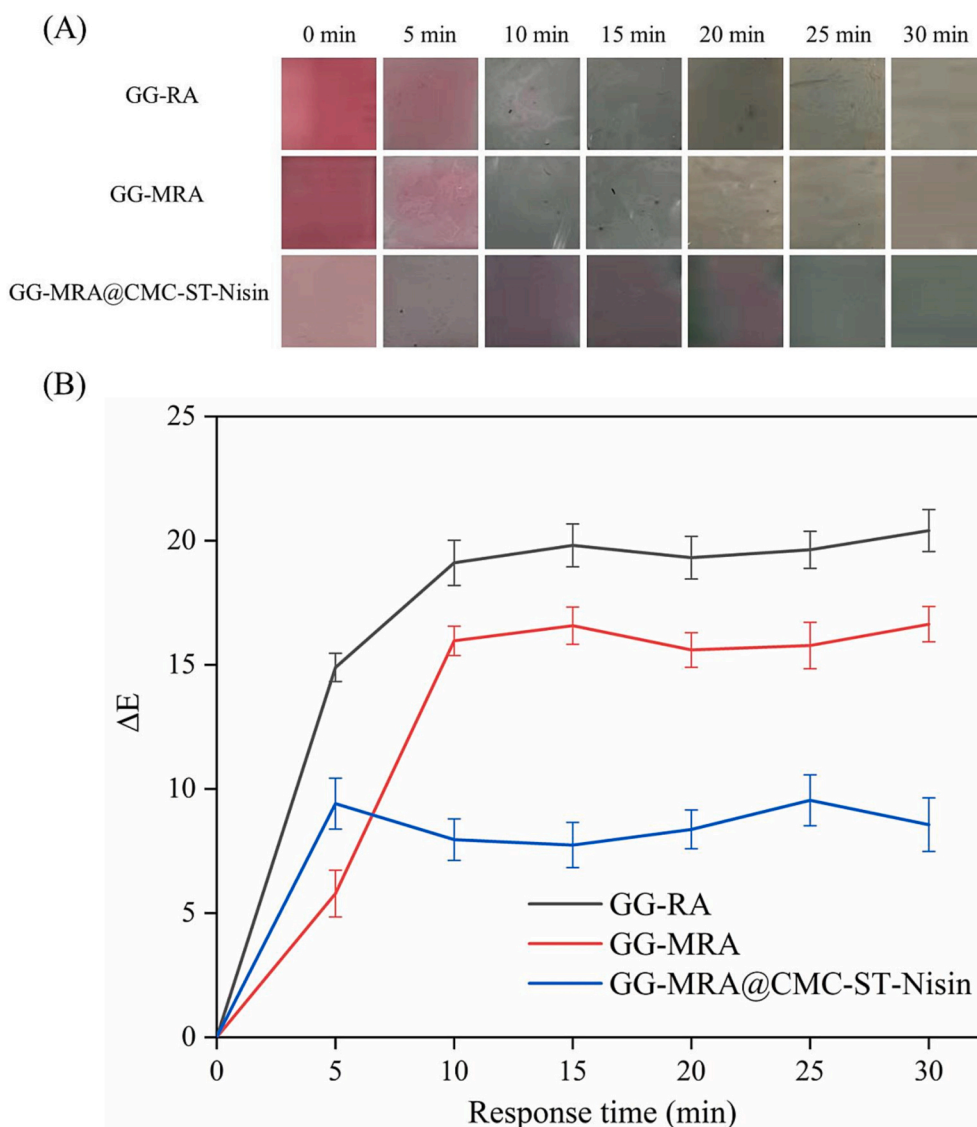 (A)
0 min 5 min 10 min 15 min 20 min 25 min 30 min
GG-RA
GG-MRA
GG-MRA@CMC-ST-Nisin
(B)
25
20
15
10
5
0
ΔE
GG-RA
GG-MRA
GG-MRA@CMC-ST-Nisin
0 5 10 15 20 25 30
Response time (min)